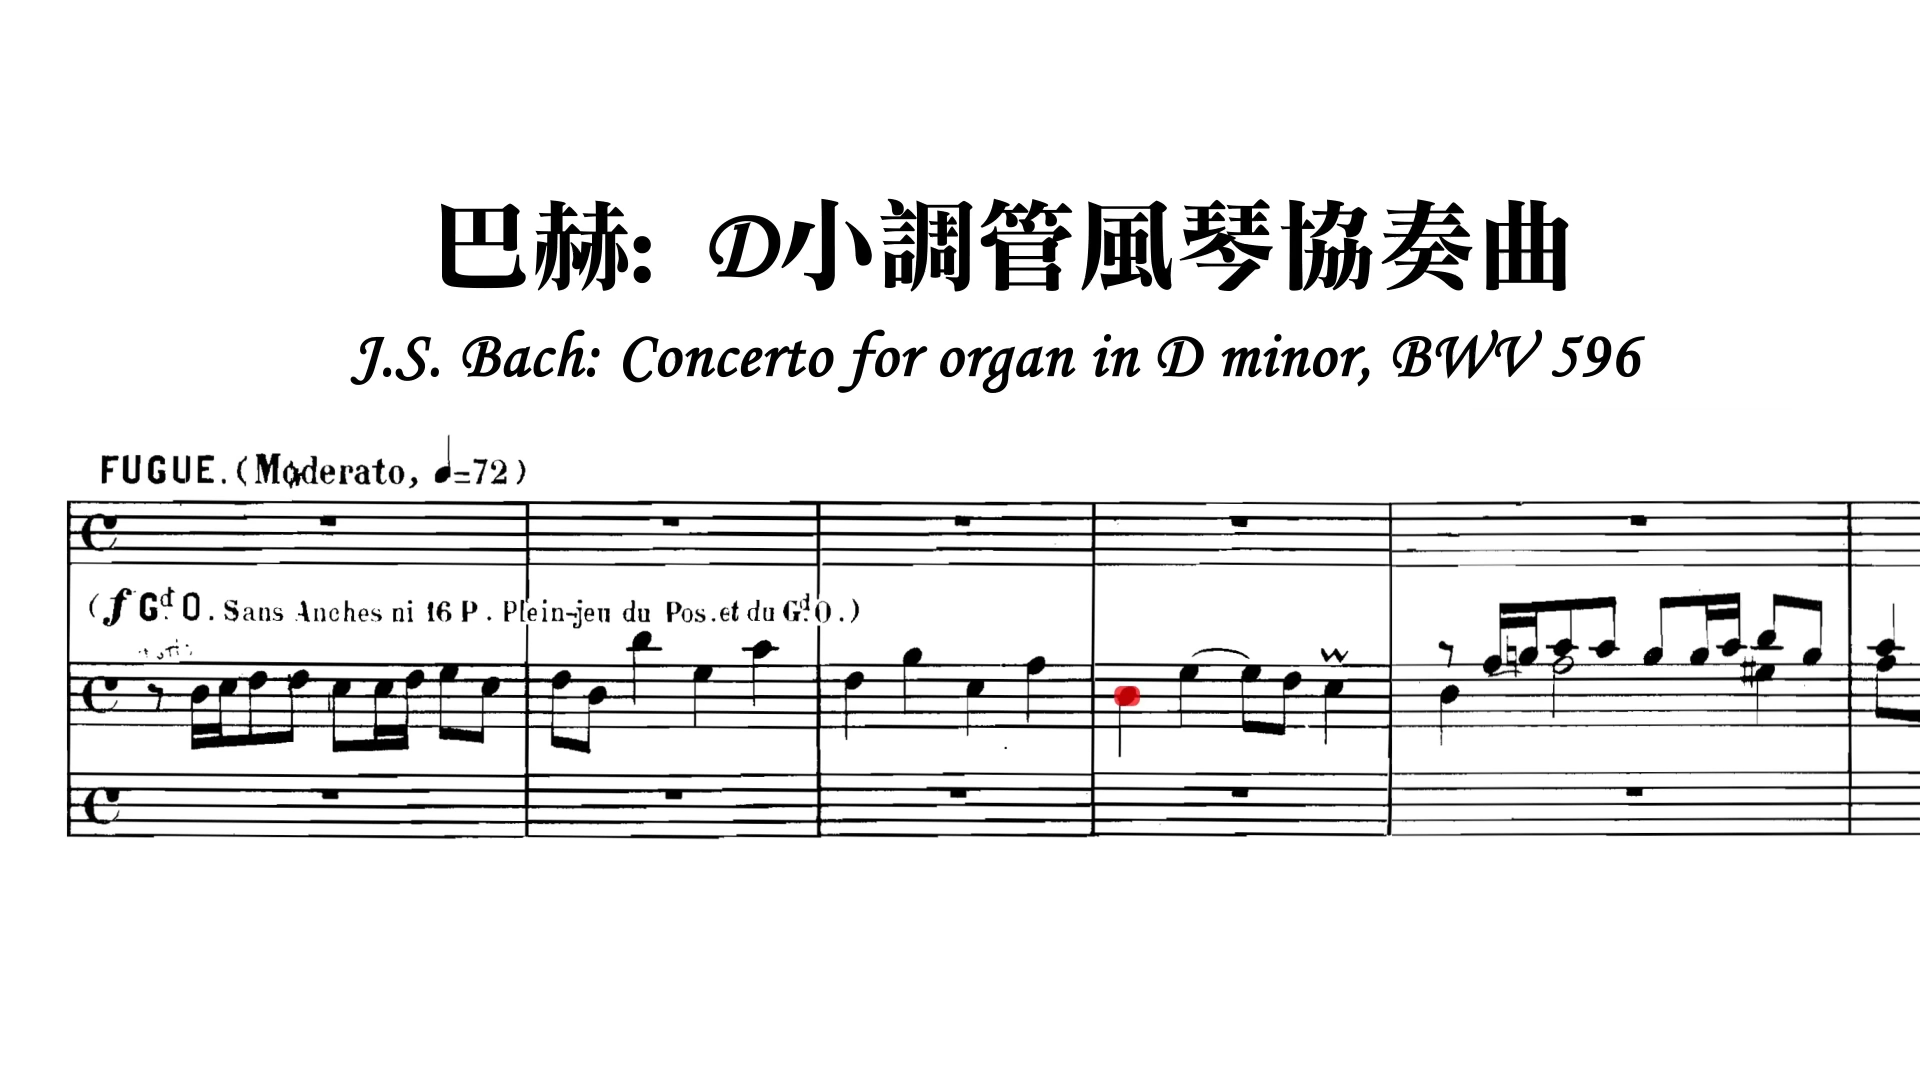 巴赫: D小調管風琴協奏曲
J.S. Bach: Concerto for organ in D minor, BWV 596
FUGUE. (Moderato, ♩=72)
(f Gd. O. Sans Anches ni 16 P. Plein-jeu du Pos. et du Gd. O.)